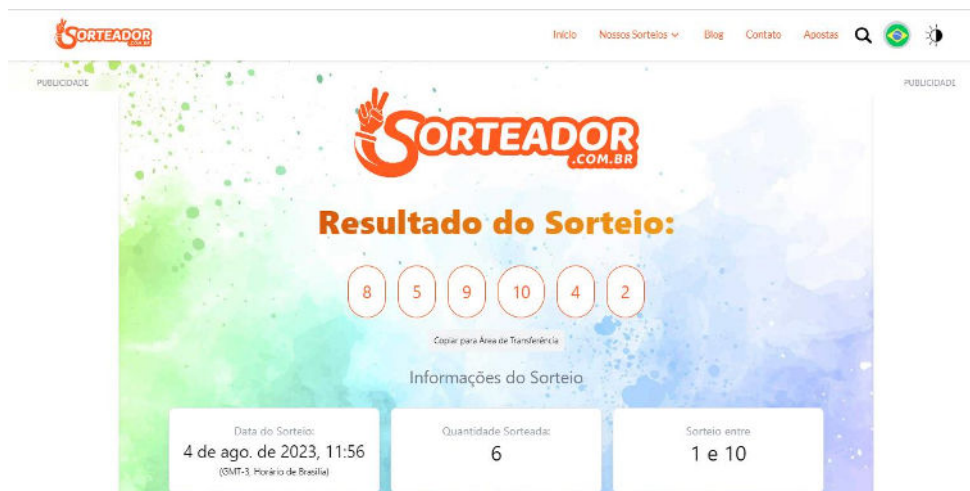 SORTEADOR
.COM.BR
Início Nossos Sorteios Blog Contato Apostas
PUBLICIDADE PUBLICIDADE
SORTEADOR
.COM.BR
Resultado do Sorteio:
8 5 9 10 4 2
Copiar para Área de Transferência
Informações do Sorteio
Data do Sorteio: Quantidade Sorteada: Sorteio entre
4 de ago. de 2023, 11:56 6 1 e 10
(GMT-3, Horário de Brasília)